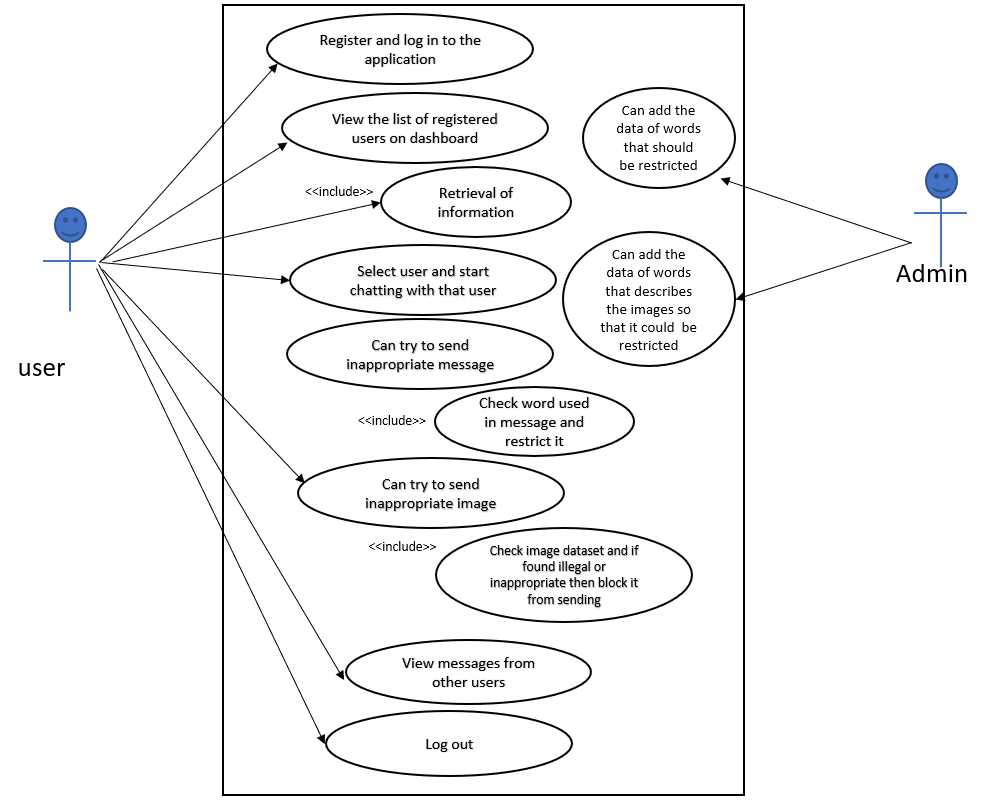 Register and log in to the
application
View the list of registered
users on dashboard
<<include>>
Retrieval of
information
Select user and start
chatting with that user
Can try to send
inappropriate message
<<include>>
Check word used
in message and
restrict it
Can try to send
inappropriate image
<<include>>
Check image dataset and if
found illegal or
inappropriate then block it
from sending
View messages from
other users
Log out
Can add the
data of words
that should
be restricted
Can add the
data of words
that describes
the images so
that it could be
restricted
user
Admin